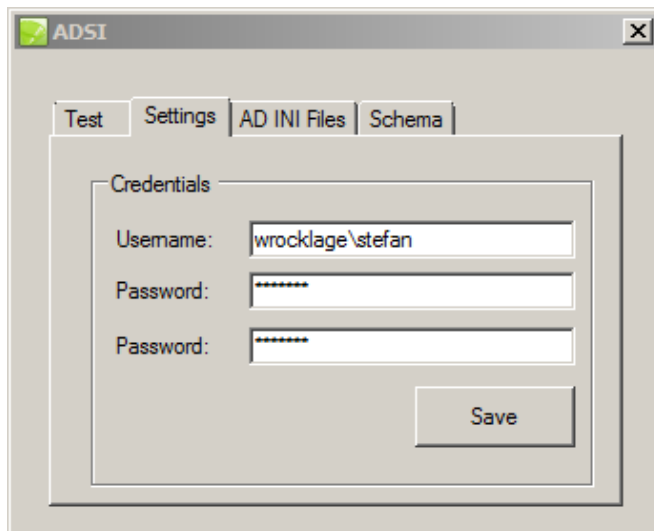 ADSI
Test Settings AD INI Files Schema
Credentials
Username: wrocklage\stefan
Password: *******
Password: *******
Save